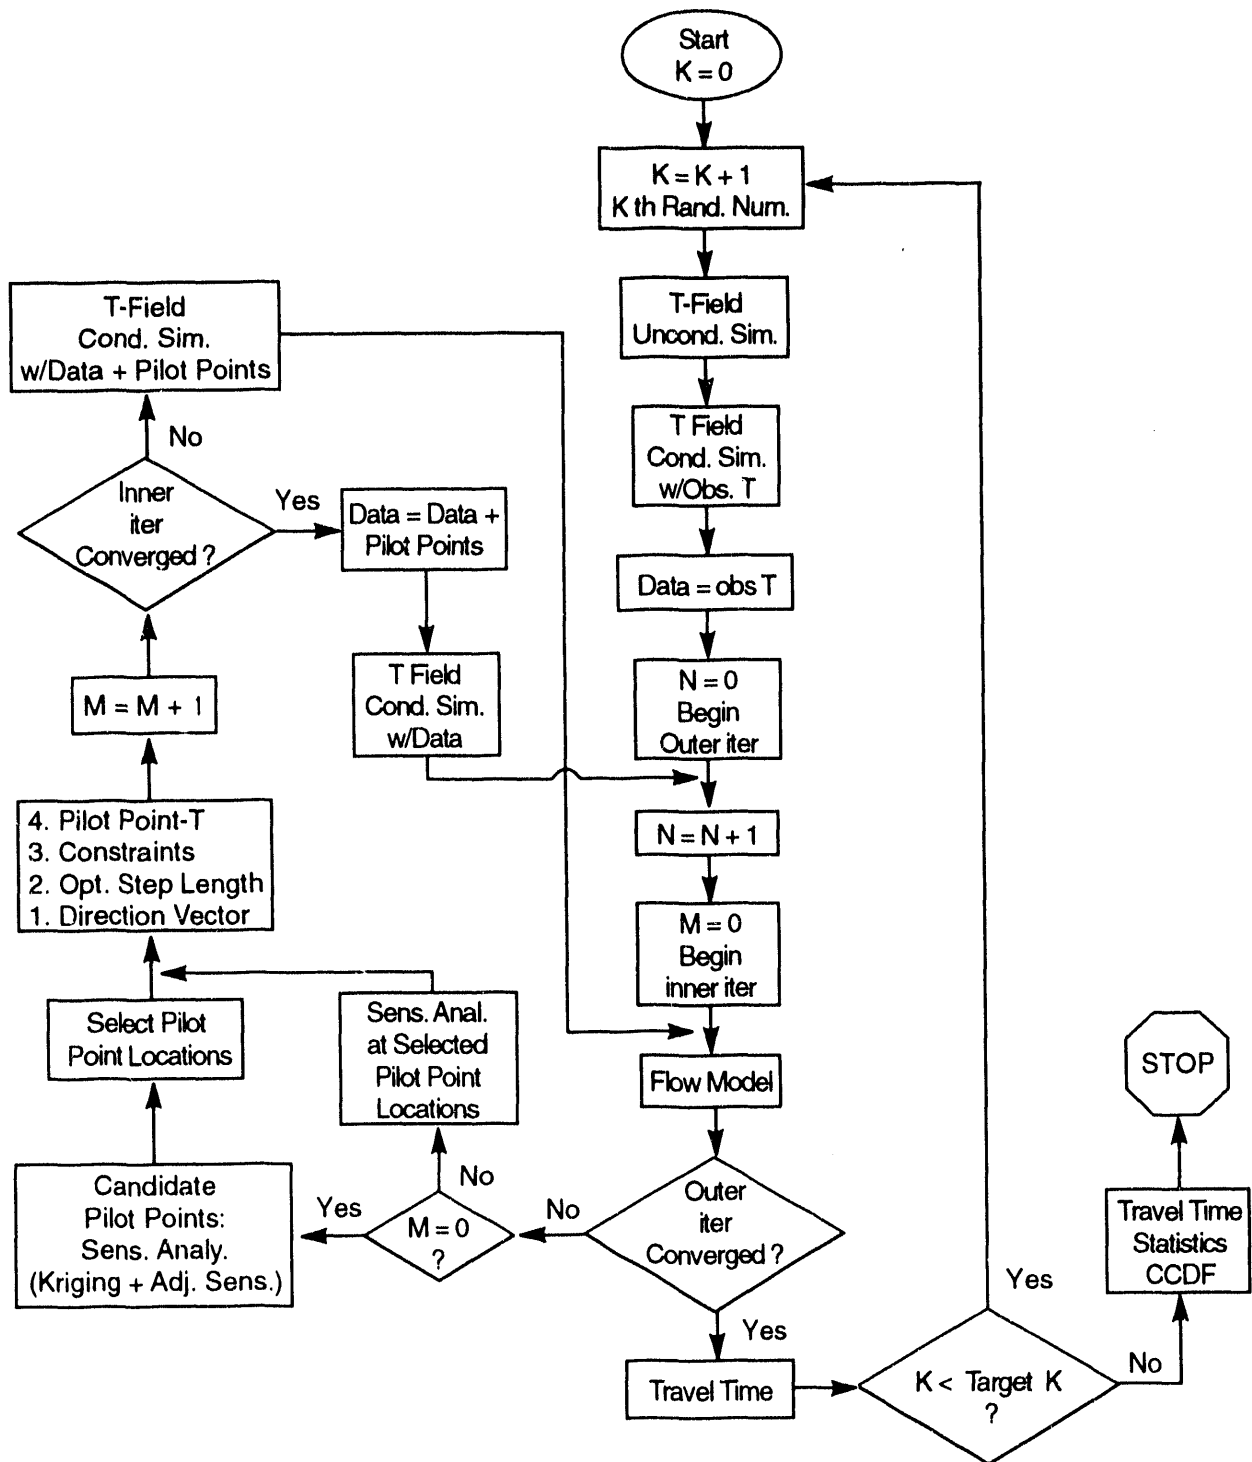 Start
K = 0
K = K + 1
K th Rand. Num.
T-Field
Uncond. Sim.
T Field
Cond. Sim.
w/Obs. T
Data = obs T
N = 0
Begin
Outer iter
N = N + 1
M = 0
Begin
inner iter
Flow Model
Outer
iter
Converged ?
No
Yes
M = 0
?
No
Yes
Sens. Anal.
at Selected
Pilot Point
Locations
Candidate
Pilot Points:
Sens. Analy.
(Kriging + Adj. Sens.)
Select Pilot
Point Locations
4. Pilot Point-T
3. Constraints
2. Opt. Step Length
1. Direction Vector
M = M + 1
Inner
iter
Converged ?
No
Yes
T-Field
Cond. Sim.
w/Data + Pilot Points
Data = Data +
Pilot Points
T Field
Cond. Sim.
w/Data
Travel Time
K < Target K
?
Yes
No
Travel Time
Statistics
CCDF
STOP